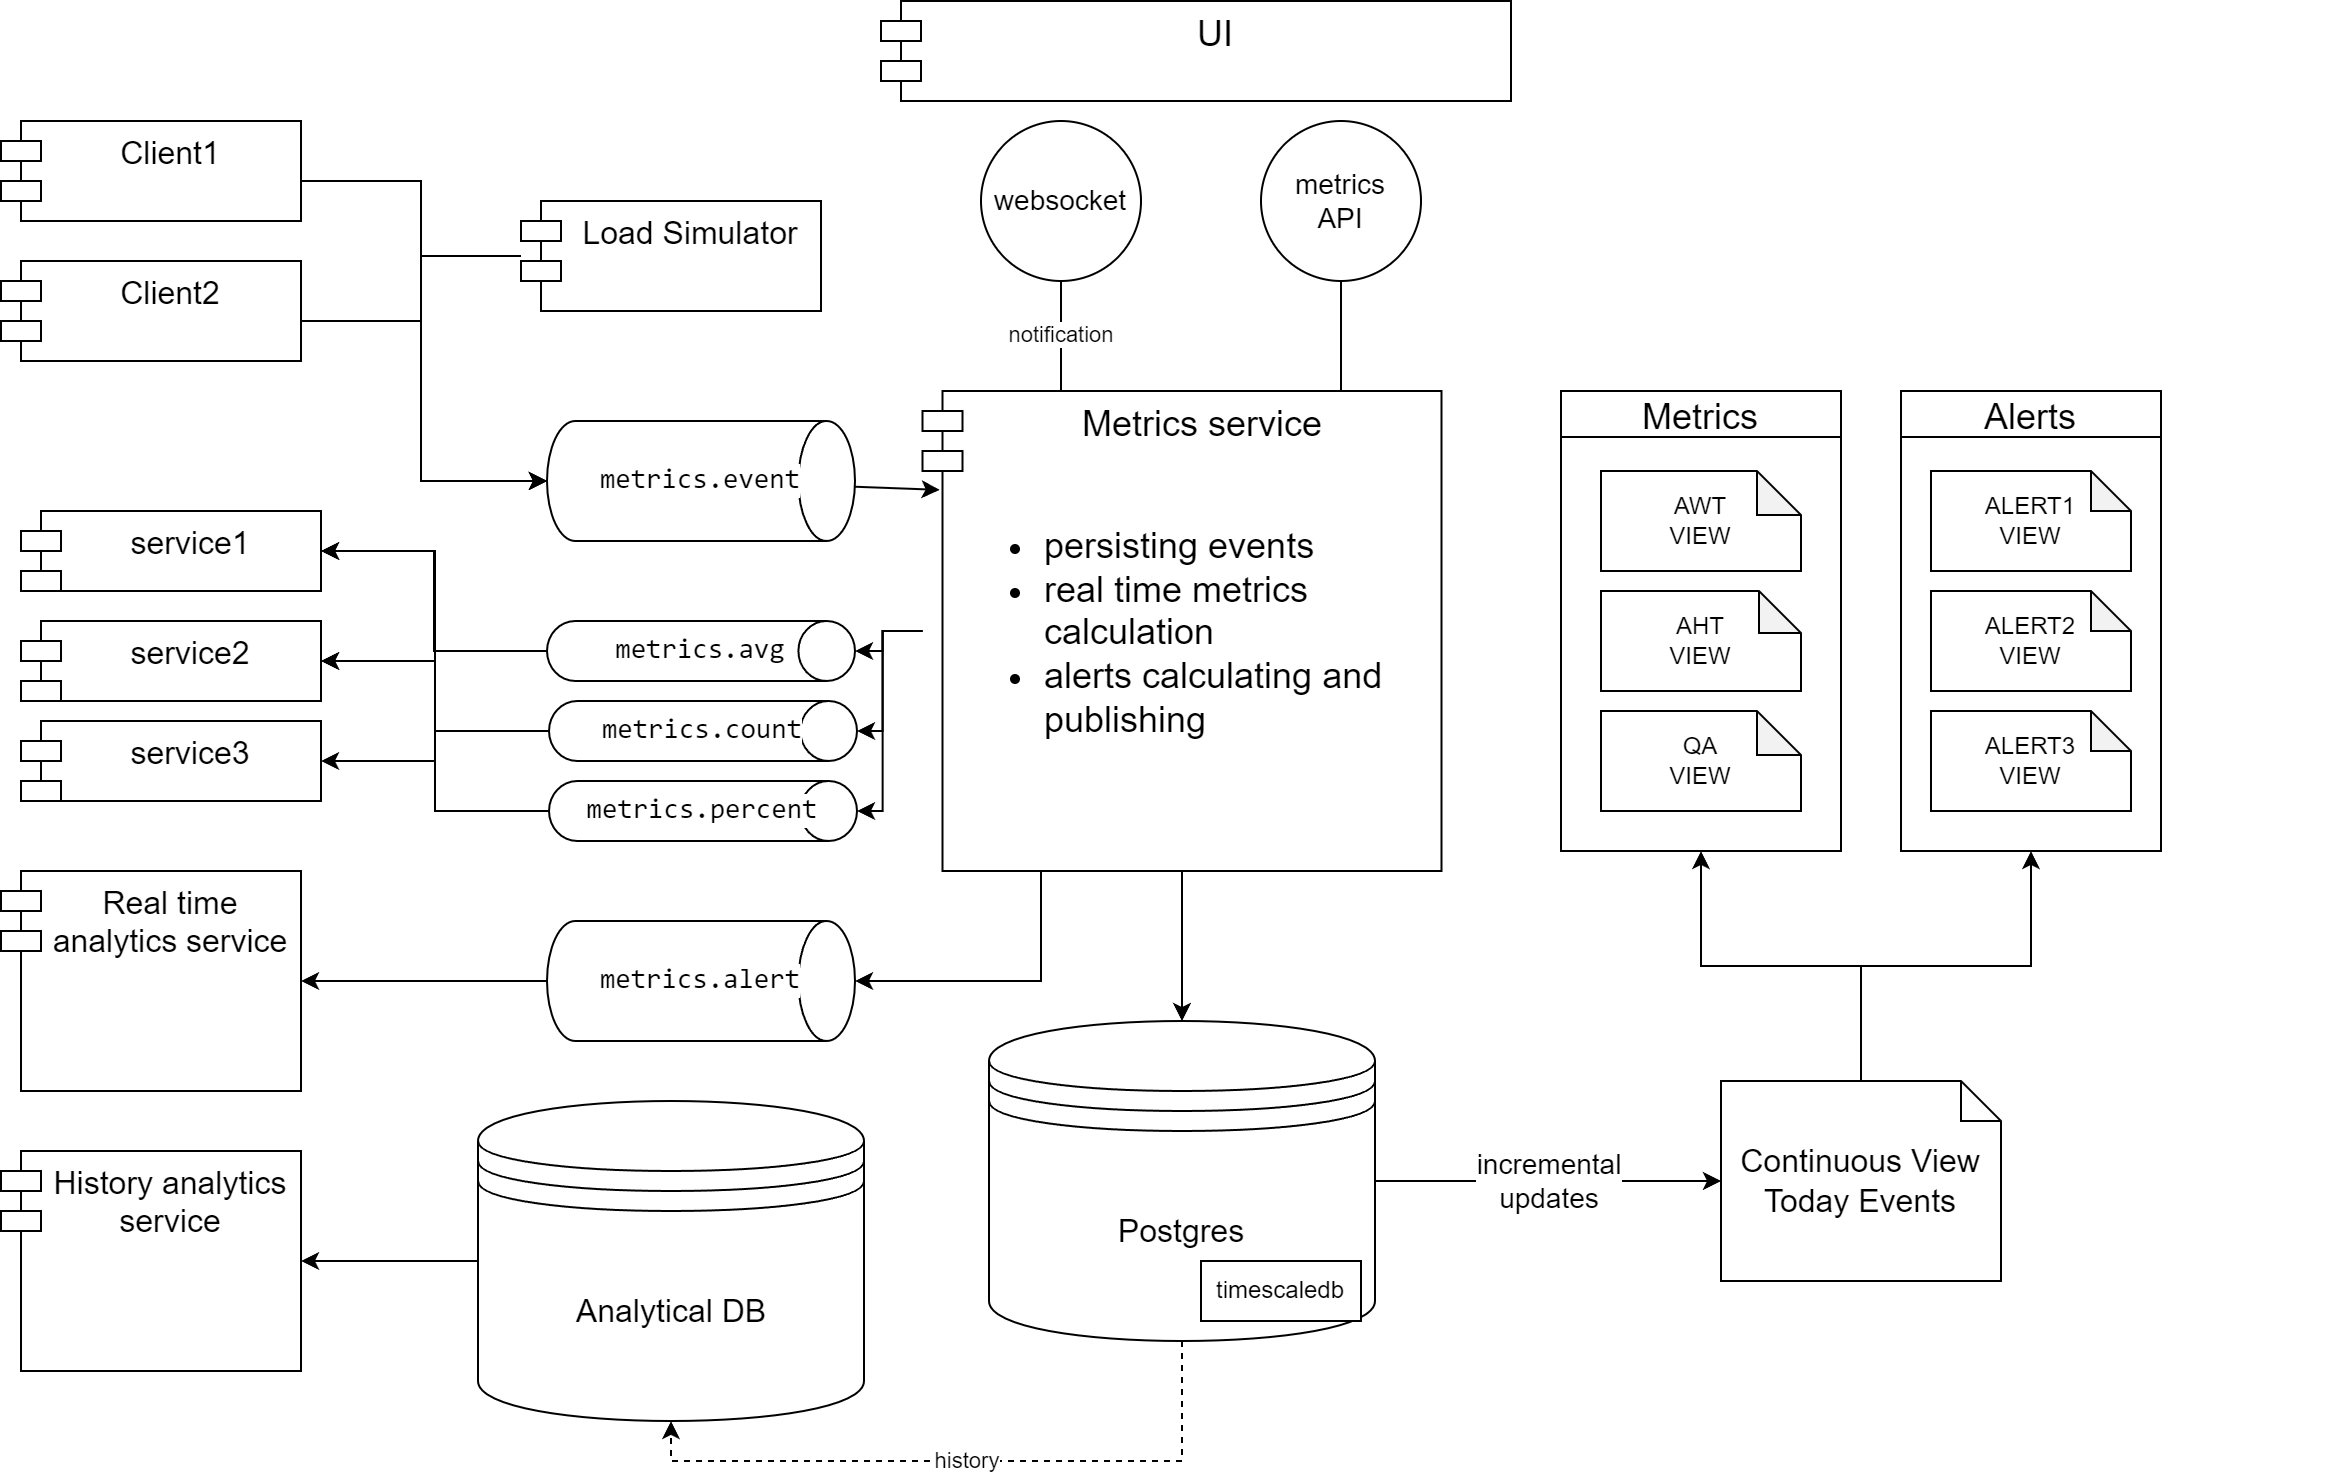 UI
Client1
websocket
metrics
API
Load Simulator
Client2
notification
Metrics service
Metrics
Alerts
metrics.event
AWT
VIEW
ALERT1
VIEW
service1
persisting events
real time metrics
calculation
alerts calculating and
publishing
AHT
VIEW
ALERT2
VIEW
service2
metrics.avg
metrics.count
service3
QA
VIEW
ALERT3
VIEW
metrics.percent
Real time
analytics service
metrics.alert
History analytics
service
incremental
updates
Continuous View
Today Events
Postgres
timescaledb
Analytical DB
history